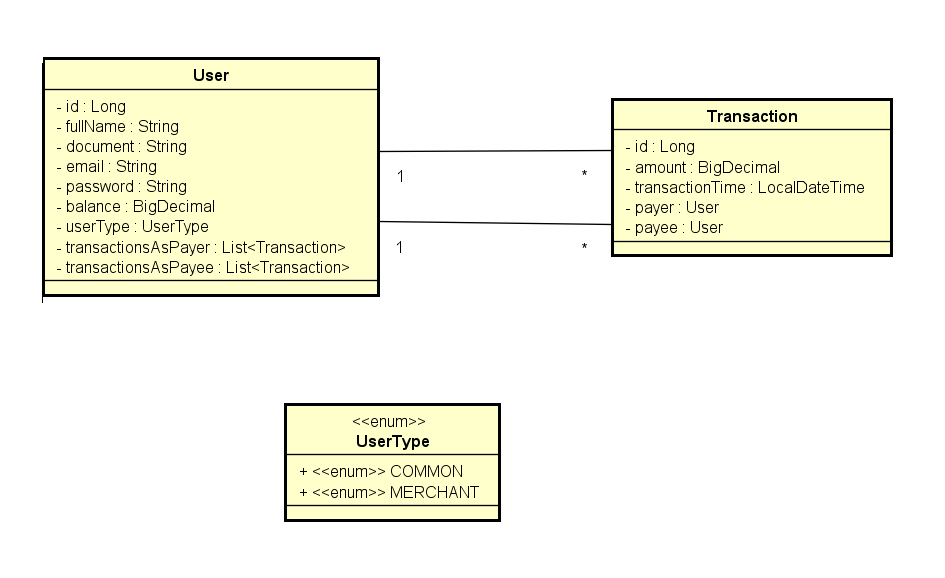 User
- id : Long
- fullName : String
- document : String
- email : String
- password : String
- balance : BigDecimal
- userType : UserType
- transactionsAsPayer : List<Transaction>
- transactionsAsPayee : List<Transaction>
1
*
1
*
Transaction
- id : Long
- amount : BigDecimal
- transactionTime : LocalDateTime
- payer : User
- payee : User
<<enum>>
UserType
+ <<enum>> COMMON
+ <<enum>> MERCHANT